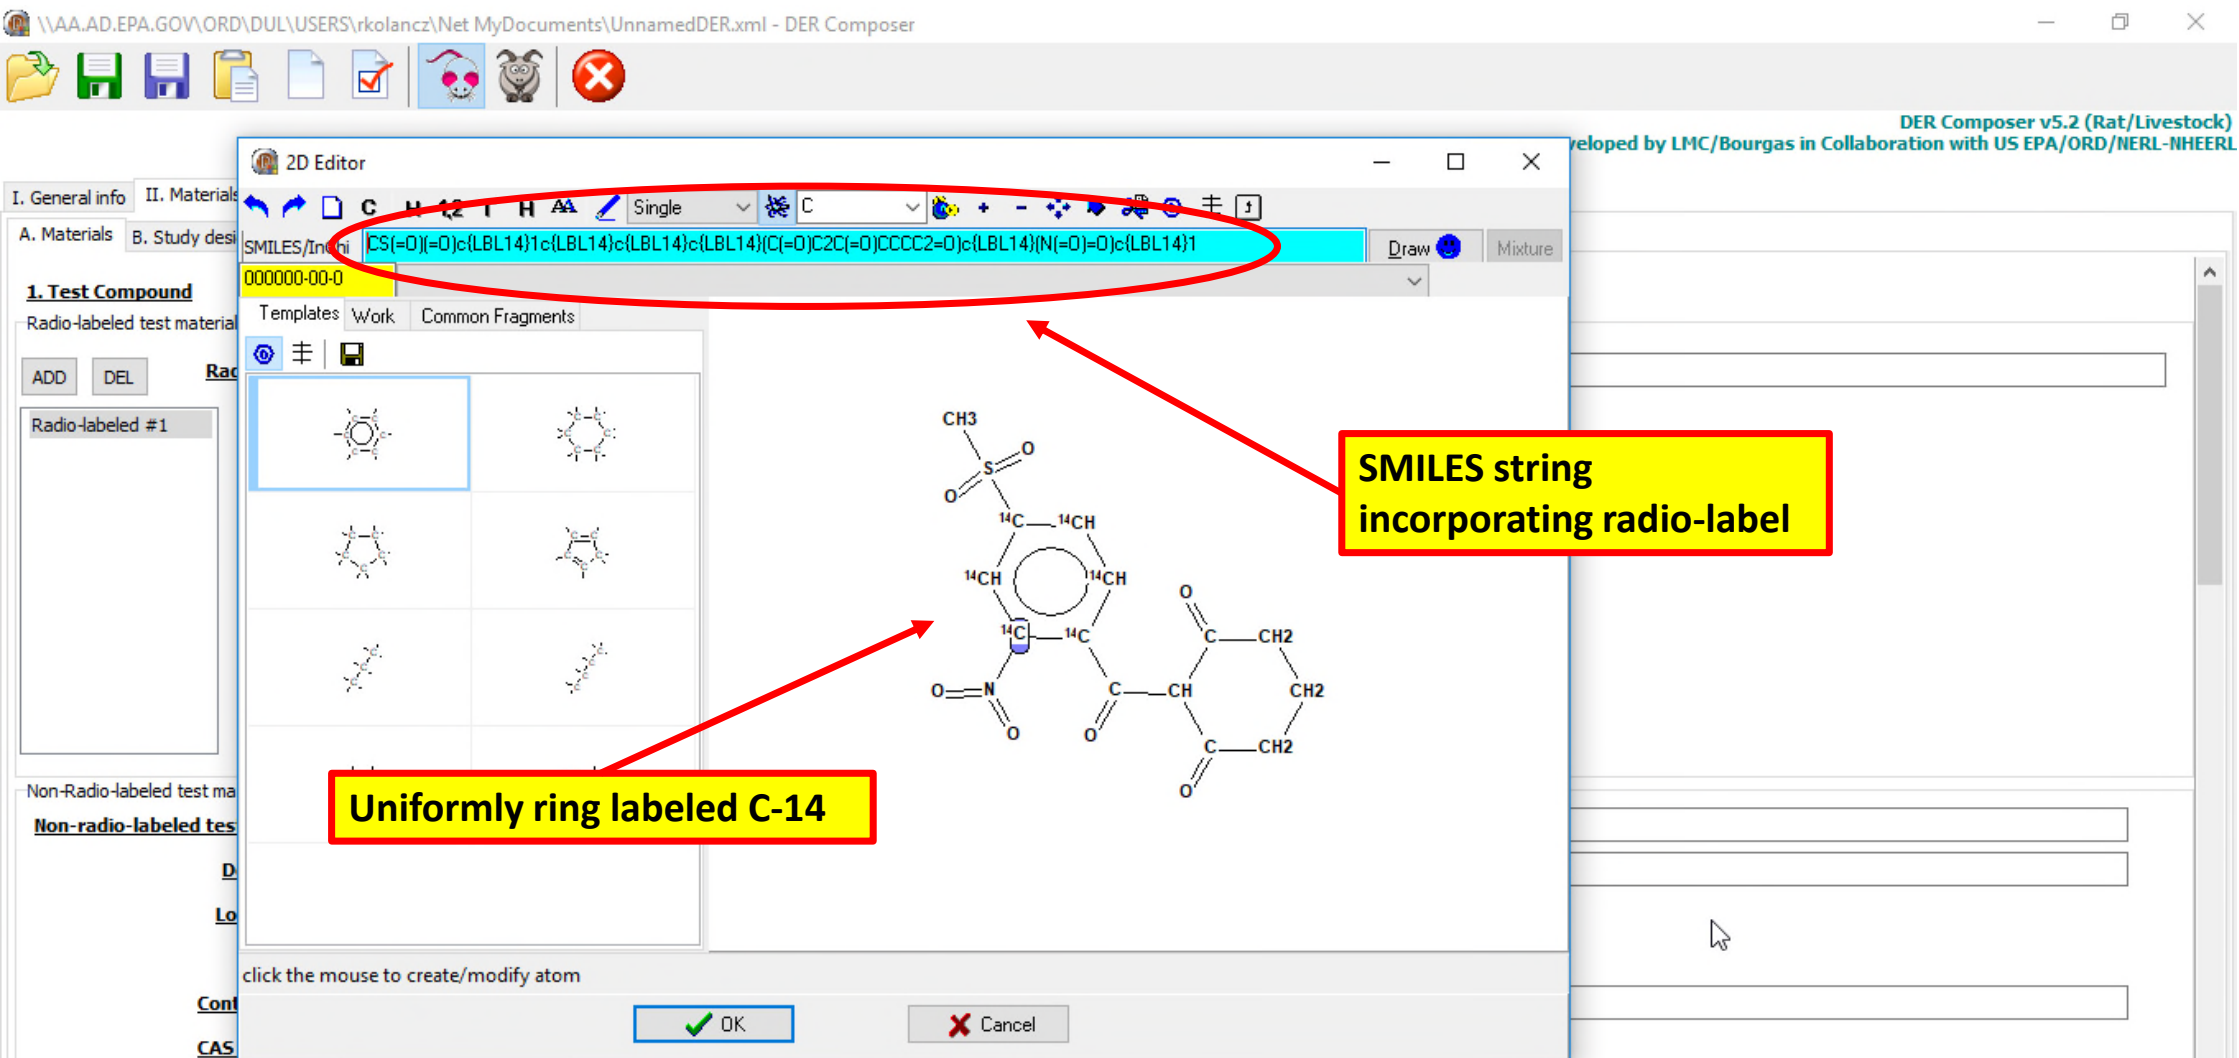 \\AA.AD.EPA.GOV\ORD\DUL\USERS\rkolancz\Net MyDocuments\UnnamedDER.xml - DER Composer
DER Composer v5.2 (Rat/Livestock)
veloped by LMC/Bourgas in Collaboration with US EPA/ORD/NERL-NHEERL
2D Editor
I. General info
II. Materials
C H 1,2 H AA
Single
C
A. Materials
B. Study desi
SMILES/InChi
CS(=O)(=O)c{LBL14}1c{LBL14}c{LBL14}c{LBL14}(C(=O)C2C(=O)CCCC2=O)c{LBL14}(N(=O)=O)c{LBL14}1
Draw
Mixture
000000-00-0
1. Test Compound
Radio-labeled test material
Templates
Work
Common Fragments
ADD
DEL
Rad
Radio-labeled #1
CH3
S
O
O
14C
14CH
14CH
14CH
14C
14C
O
C
CH2
O
N
C
CH
CH2
O
O
C
CH2
O
SMILES string
incorporating radio-label
Uniformly ring labeled C-14
Non-Radio-labeled test ma
Non-radio-labeled tes
D
Lo
click the mouse to create/modify atom
Cont
OK
Cancel
CAS